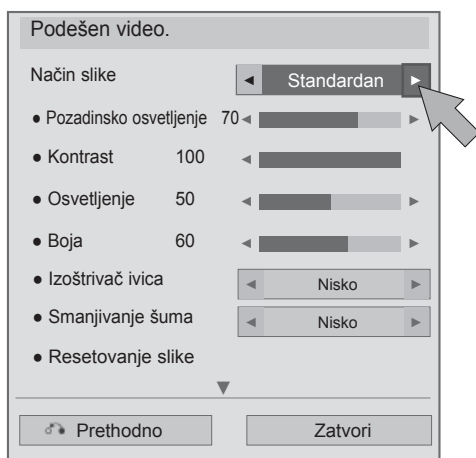 Podešen video.
Način slike ◄ Standardan ►
● Pozadinsko osvetljenje 70 ◄ ►
● Kontrast 100 ◄
● Osvetljenje 50 ◄ ►
● Boja 60 ◄ ►
● Izoštrivač ivica ◄ Nisko ►
● Smanjivanje šuma ◄ Nisko ►
● Resetovanje slike
▼
Prethodno Zatvori